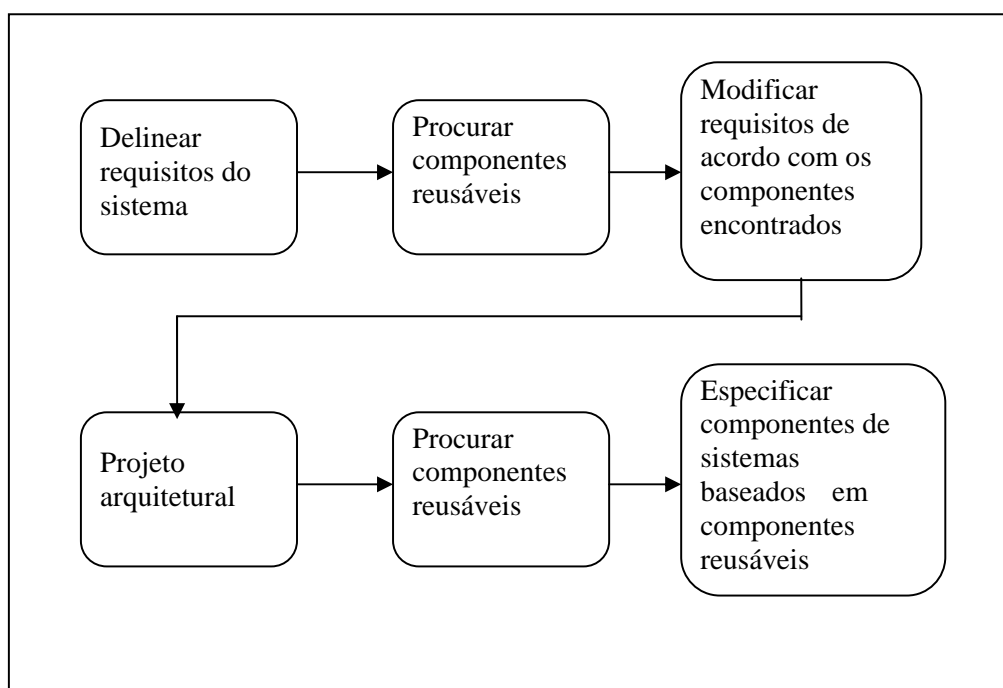 Delinear
requisitos do
sistema
Procurar
componentes
reusáveis
Modificar
requisitos de
acordo com os
componentes
encontrados
Projeto
arquitetural
Procurar
componentes
reusáveis
Especificar
componentes de
sistemas
baseados em
componentes
reusáveis